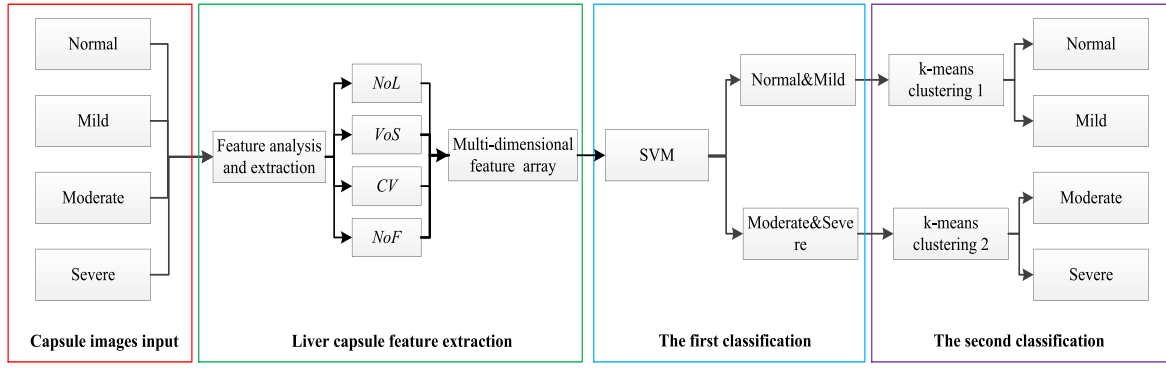 Normal
Mild
Moderate
Severe
Capsule images input
Feature analysis
and extraction
NoL
VoS
CV
NoF
Multi-dimensional
feature array
Liver capsule feature extraction
SVM
Normal&Mild
Moderate&Seve
re
The first classification
k-means
clustering 1
k-means
clustering 2
Normal
Mild
Moderate
Severe
The second classification